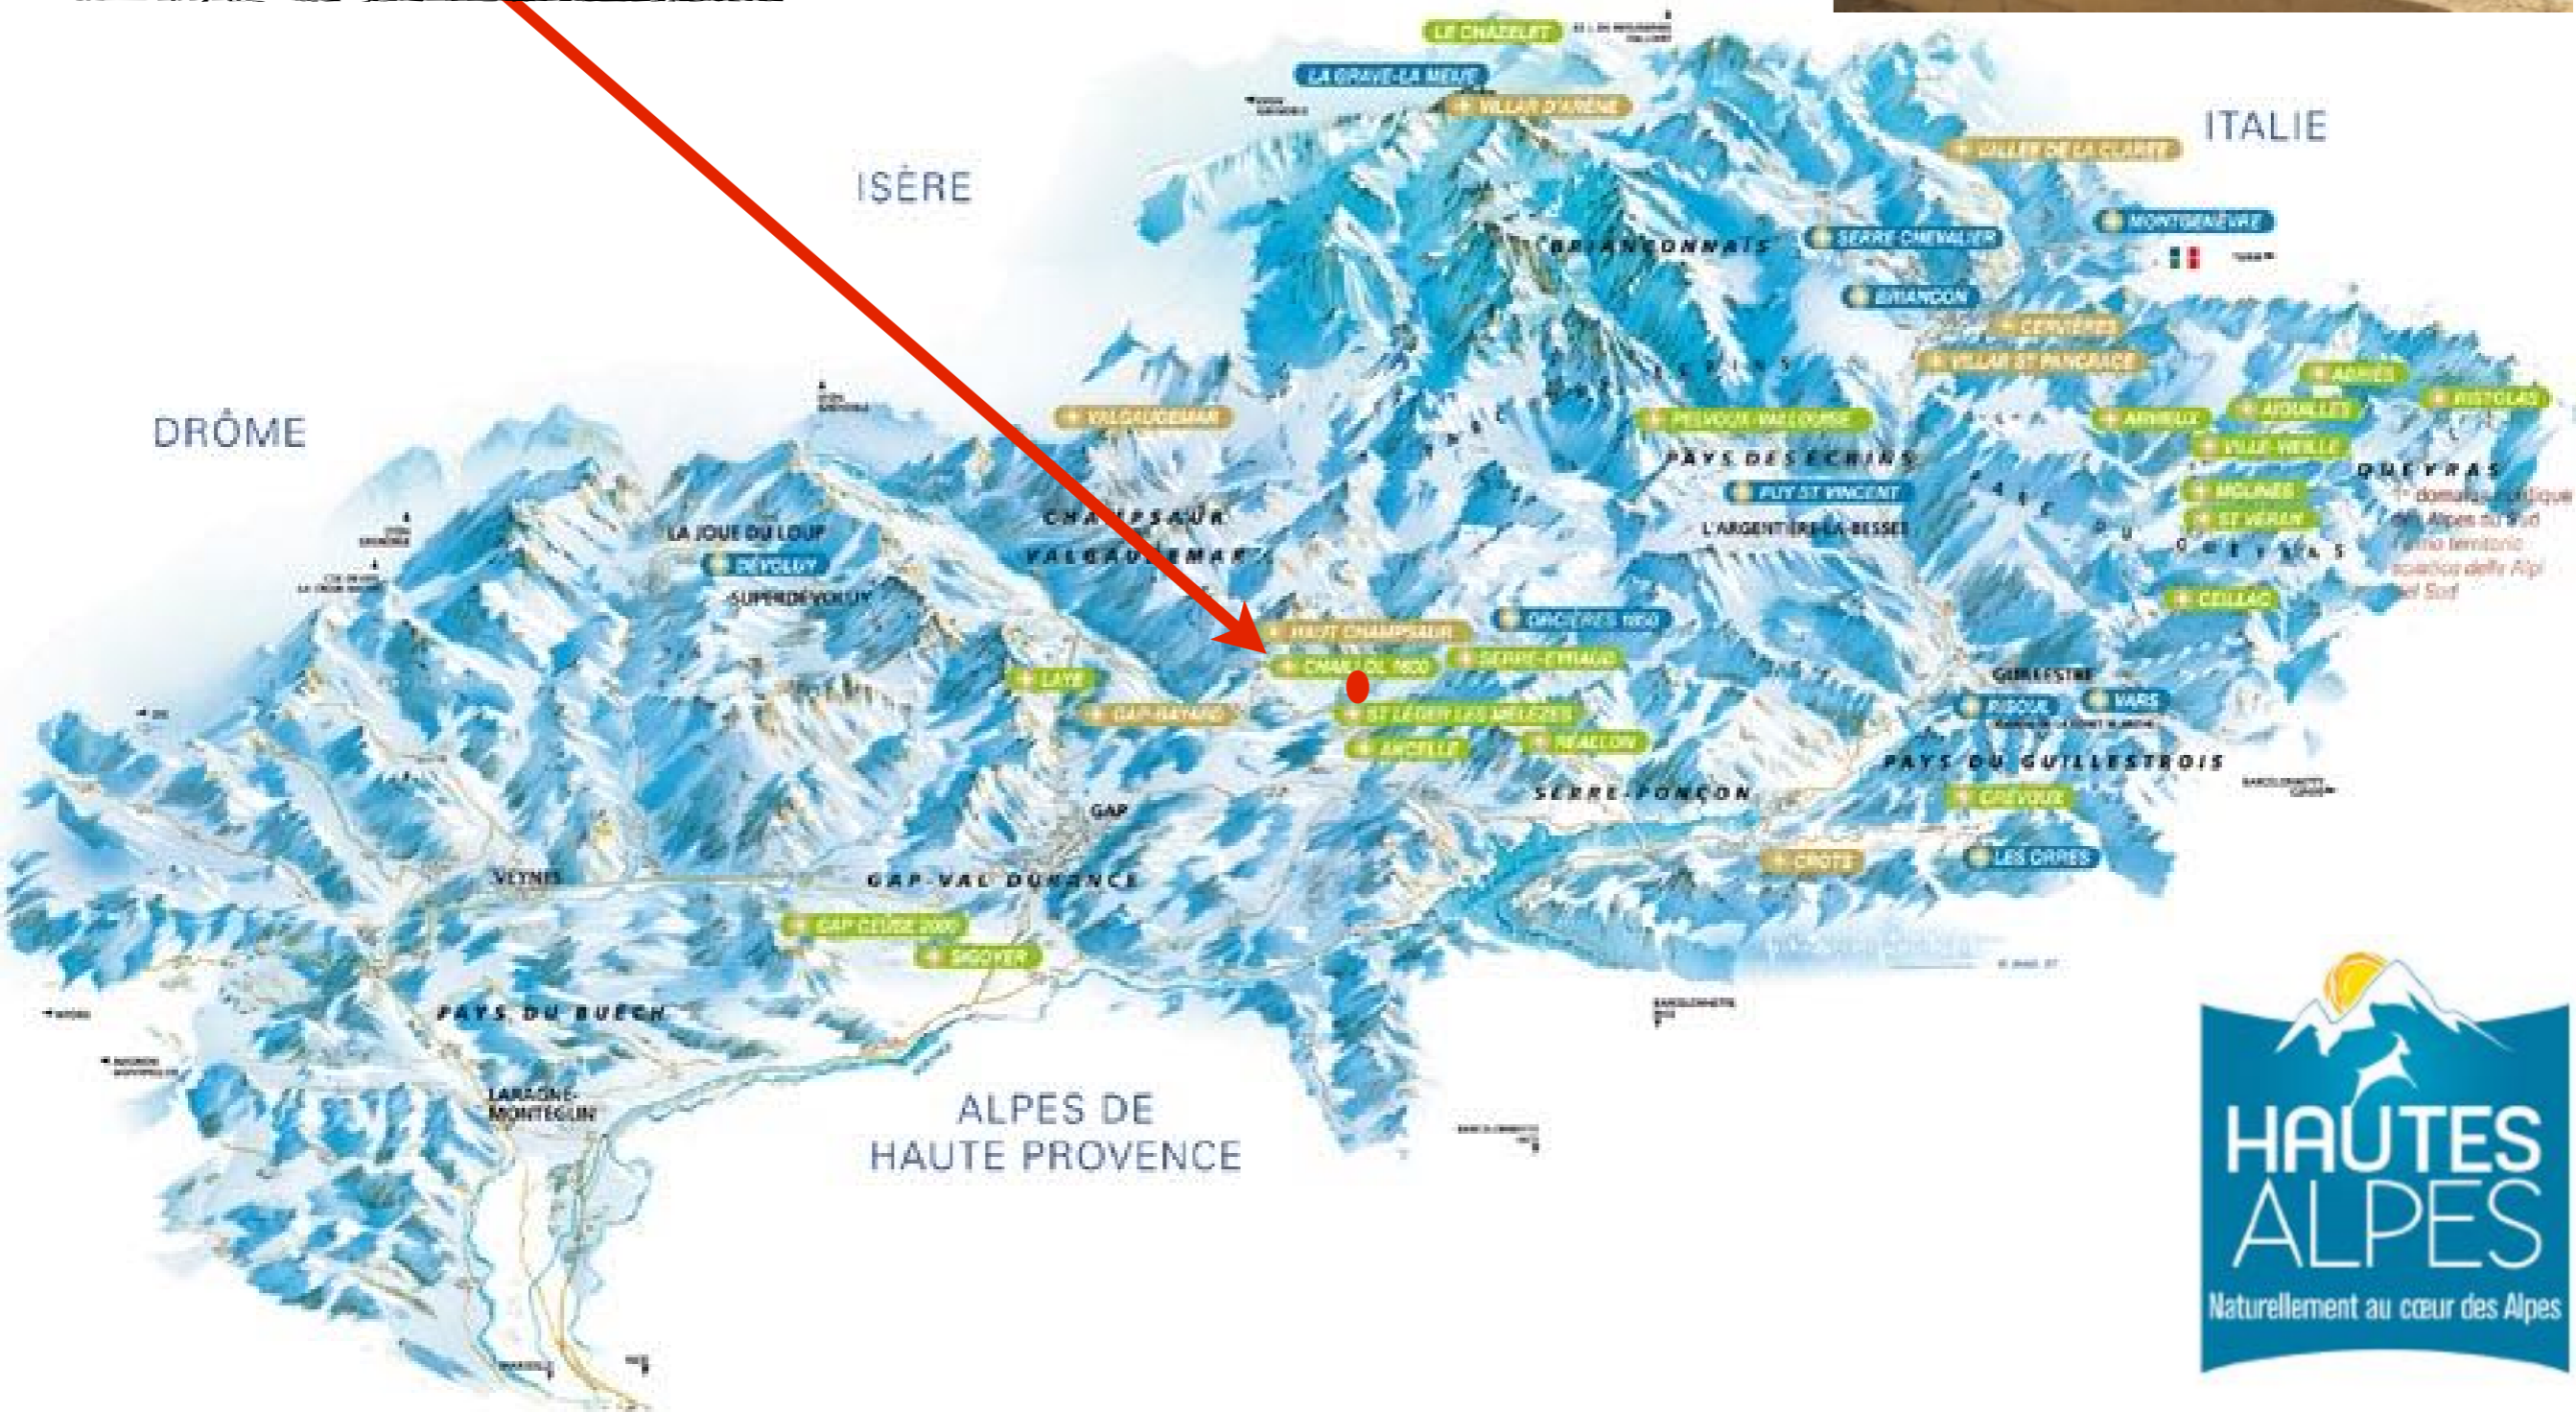 LE CHAZELET
LA GRAVE-LA MEIJE
VILLAR D'ARÈNE
ITALIE
VALLÉE DE LA CLARÉE
ISÈRE
MONTGENÈVRE
SERRE-CHEVALIER
BRIANÇONNAIS
BRIANÇON
CERVIÈRES
VILLAR ST PANCRACE
ABRIÈS
RISTOLAS
VALGAUDEMAR
PELVOUX-VALLOUISE
ARVIEUX
AIGUILLES
DRÔME
VILLE-VIEILLE
PAYS DES ECRINS
QUEYRAS
PUY ST VINCENT
MOLINES
CHAMPSAUR
ST VÉRAN
LA JOUE DU LOUP
L'ARGENTIÈRE-LA-BESSÉE
VALGAUDEMAR
DÉVOLUY
SUPERDÉVOLUY
CEILLAC
ORCIÈRES 1850
HAUT CHAMPSAUR
SERRE-EYRAUD
CHAILLOL 1600
LAYE
GUILLESTRE
RISOUL
VARS
GAP-BAYARD
ST LEGER LES MÉLÈZES
ANCELLE
RÉALLON
PAYS DU GUILLESTROIS
SERRE-PONÇON
CRÉVOUX
GAP
CROTS
LES ORRES
VEYNES
GAP-VAL DURANCE
GAP CÉÜSE 2000
SIGOYER
PAYS DU BUËCH
LARAGNE-
MONTEGLIN
ALPES DE
HAUTE PROVENCE
HAUTES
ALPES
Naturellement au cœur des Alpes